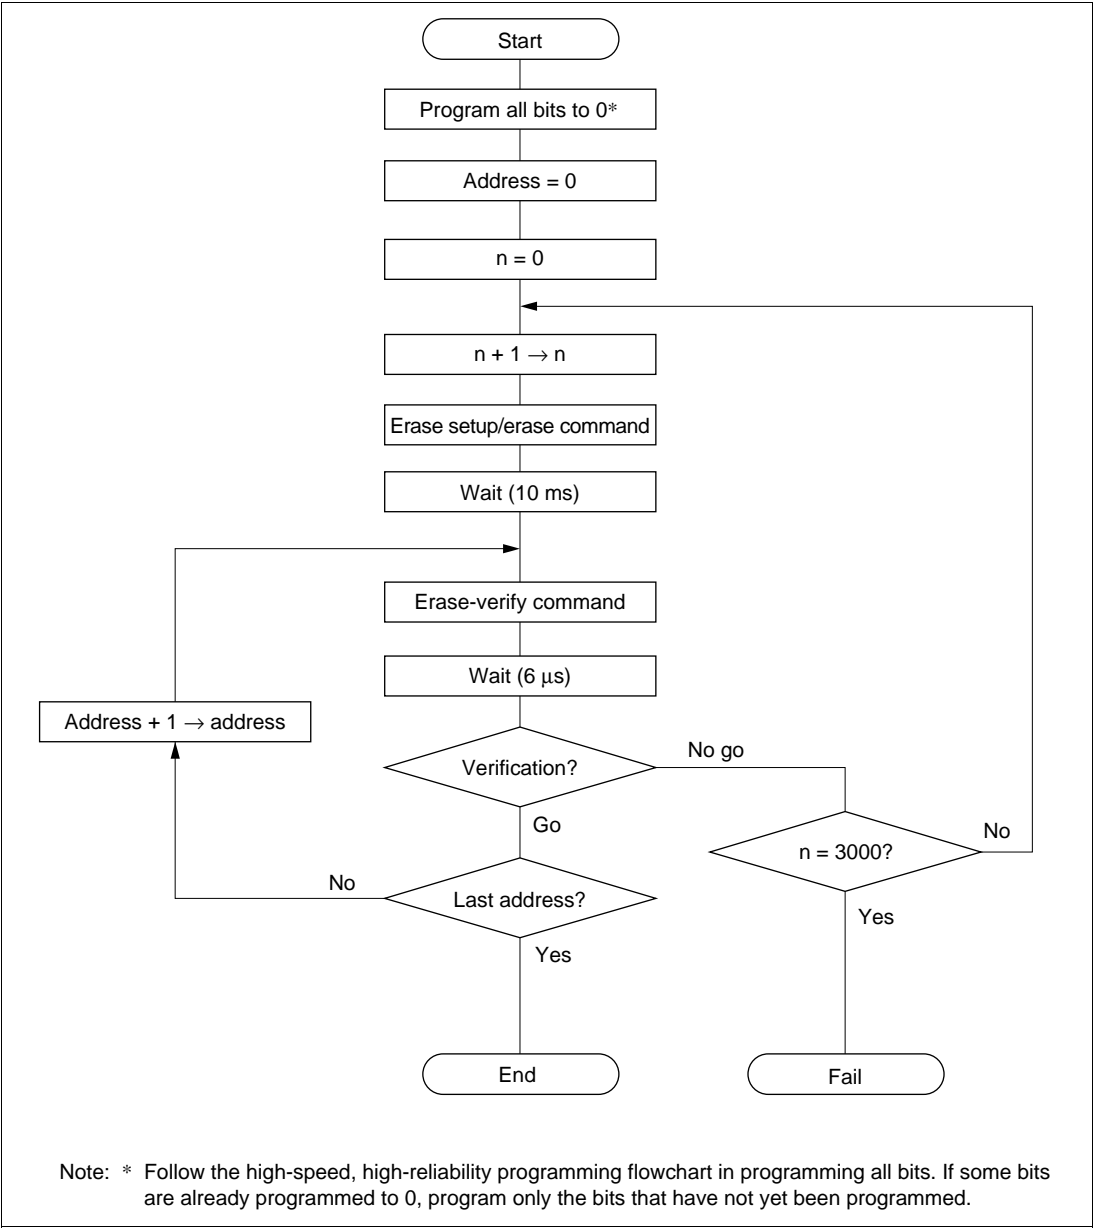 Start
Program all bits to 0*
Address = 0
n = 0
n + 1 → n
Erase setup/erase command
Wait (10 ms)
Erase-verify command
Wait (6 μs)
Address + 1 → address
Verification?
No go
Go
n = 3000?
No
Last address?
No
Yes
Yes
End
Fail
Note: * Follow the high-speed, high-reliability programming flowchart in programming all bits. If some bits
are already programmed to 0, program only the bits that have not yet been programmed.